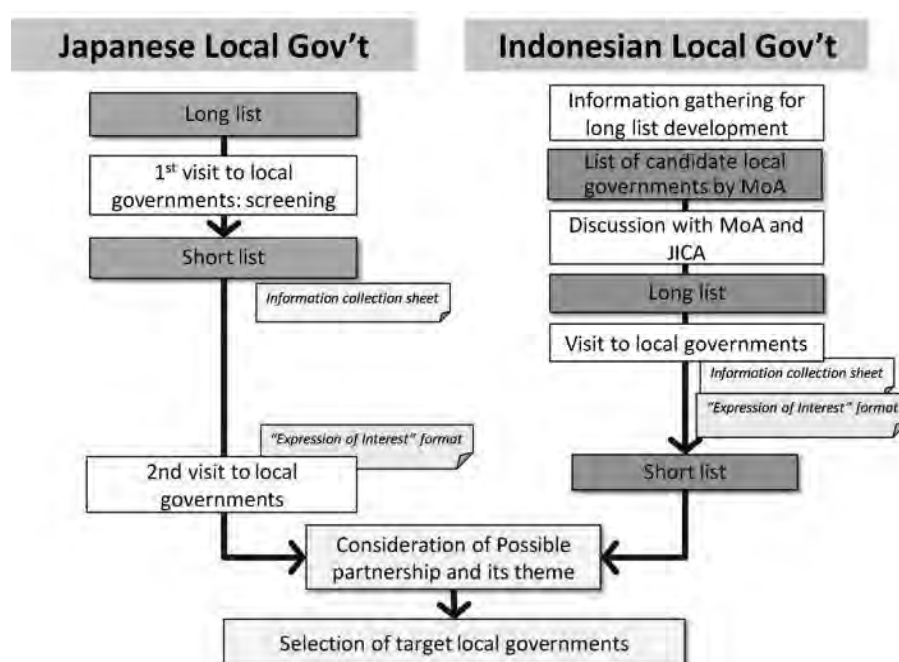 Japanese Local Gov't
Long list
1st visit to local
governments: screening
Short list
Information collection sheet
"Expression of Interest" format
2nd visit to local
governments
Indonesian Local Gov't
Information gathering for
long list development
List of candidate local
governments by MoA
Discussion with MoA and
JICA
Long list
Visit to local governments
Information collection sheet
"Expression of Interest" format
Short list
Consideration of Possible
partnership and its theme
Selection of target local governments